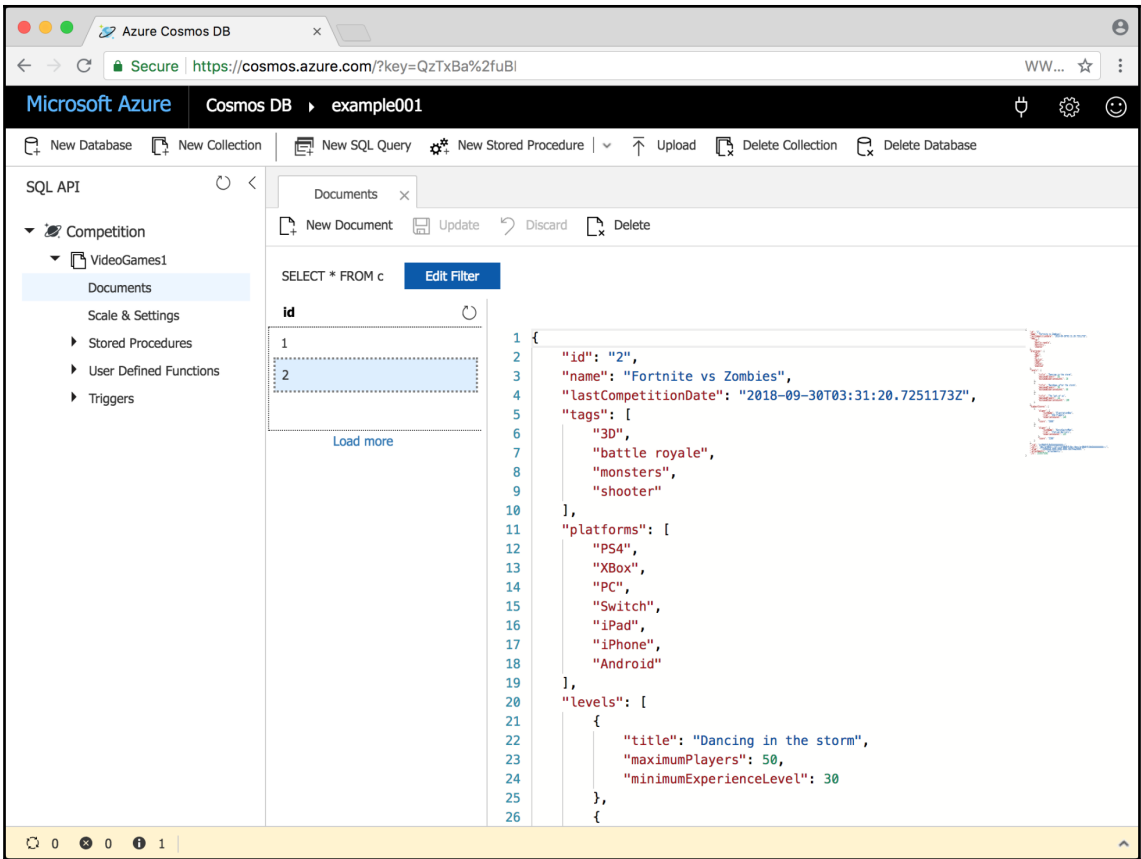 Azure Cosmos DB
Secure https://cosmos.azure.com/?key=QzTxBa%2fuBl WW...
Microsoft Azure Cosmos DB example001
New Database New Collection New SQL Query New Stored Procedure Upload Delete Collection Delete Database
SQL API
Documents
New Document Update Discard Delete
Competition
VideoGames1
Documents
Scale & Settings
Stored Procedures
User Defined Functions
Triggers
SELECT * FROM c Edit Filter
id
1
2
Load more
1 {
2 "id": "2",
3 "name": "Fortnite vs Zombies",
4 "lastCompetitionDate": "2018-09-30T03:31:20.7251173Z",
5 "tags": [
6 "3D",
7 "battle royale",
8 "monsters",
9 "shooter"
10 ],
11 "platforms": [
12 "PS4",
13 "XBox",
14 "PC",
15 "Switch",
16 "iPad",
17 "iPhone",
18 "Android"
19 ],
20 "levels": [
21 {
22 "title": "Dancing in the storm",
23 "maximumPlayers": 50,
24 "minimumExperienceLevel": 30
25 },
26 {
0 0 1